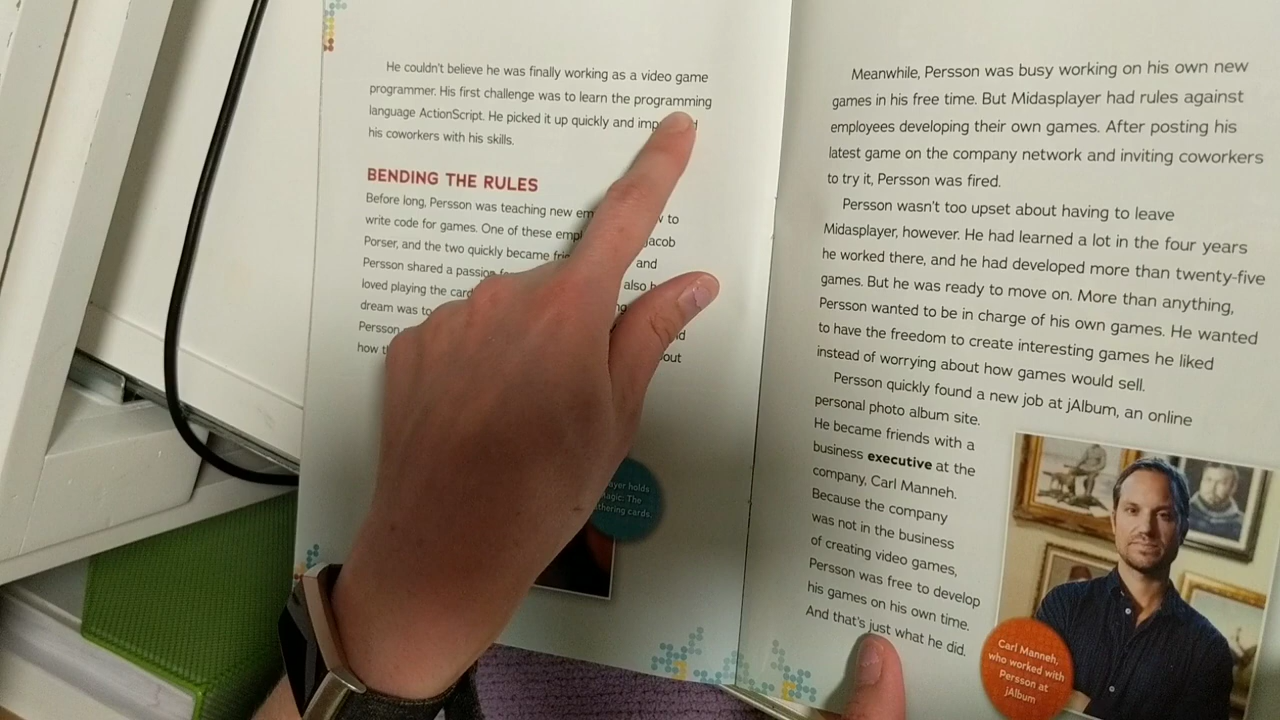 He couldn't believe he was finally working as a video game
programmer. His first challenge was to learn the programming
language ActionScript. He picked it up quickly and
his coworkers with his skills.
BENDING THE RULES
Before long, Persson was teaching new to
write code for games. One of these Jacob
Porser, and the two quickly became and
Persson shared a passion also
loved playing the
dream was to
Persson
how
player holds
Magic: The
Gathering cards.
Meanwhile, Persson was busy working on his own new
games in his free time. But Midasplayer had rules against
employees developing their own games. After posting his
latest game on the company network and inviting coworkers
to try it, Persson was fired.
Persson wasn't too upset about having to leave
Midasplayer, however. He had learned a lot in the four years
he worked there, and he had developed more than twenty-five
games. But he was ready to move on. More than anything,
Persson wanted to be in charge of his own games. He wanted
to have the freedom to create interesting games he liked
instead of worrying about how games would sell.
Persson quickly found a new job at jAlbum, an online
personal photo album site.
He became friends with a
business executive at the
company, Carl Manneh.
Because the company
was not in the business
of creating video games,
Persson was free to develop
his games on his own time.
And that's just what he did.
Carl Manneh,
who worked with
Persson at
jAlbum